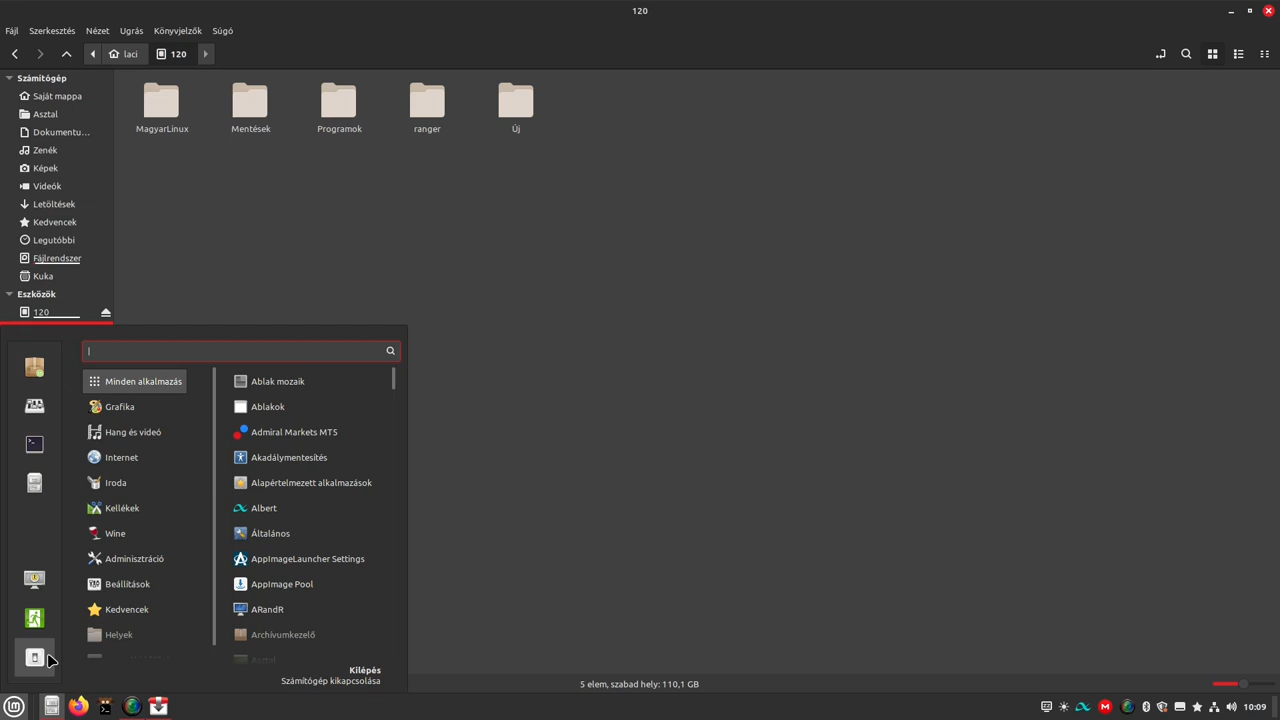 120
Fájl Szerkesztés Nézet Ugrás Könyvjelzők Súgó
laci 120
Számítógép
Saját mappa
Asztal
Dokumentu...
Zenék
Képek
Videók
Letöltések
Kedvencek
Legutóbbi
Fájlrendszer
Kuka
Eszközök
120
MagyarLinux Mentések Programok ranger Új
Minden alkalmazás
Grafika
Hang és videó
Internet
Iroda
Kellékek
Wine
Adminisztráció
Beállítások
Kedvencek
Helyek
Ablak mozaik
Ablakok
Admiral Markets MT5
Akadálymentesítés
Alapértelmezett alkalmazások
Albert
Általános
AppImageLauncher Settings
AppImage Pool
ARandR
Archívumkezelő
Asztal
Kilépés
Számítógép kikapcsolása
5 elem, szabad hely: 110,1 GB
10:09